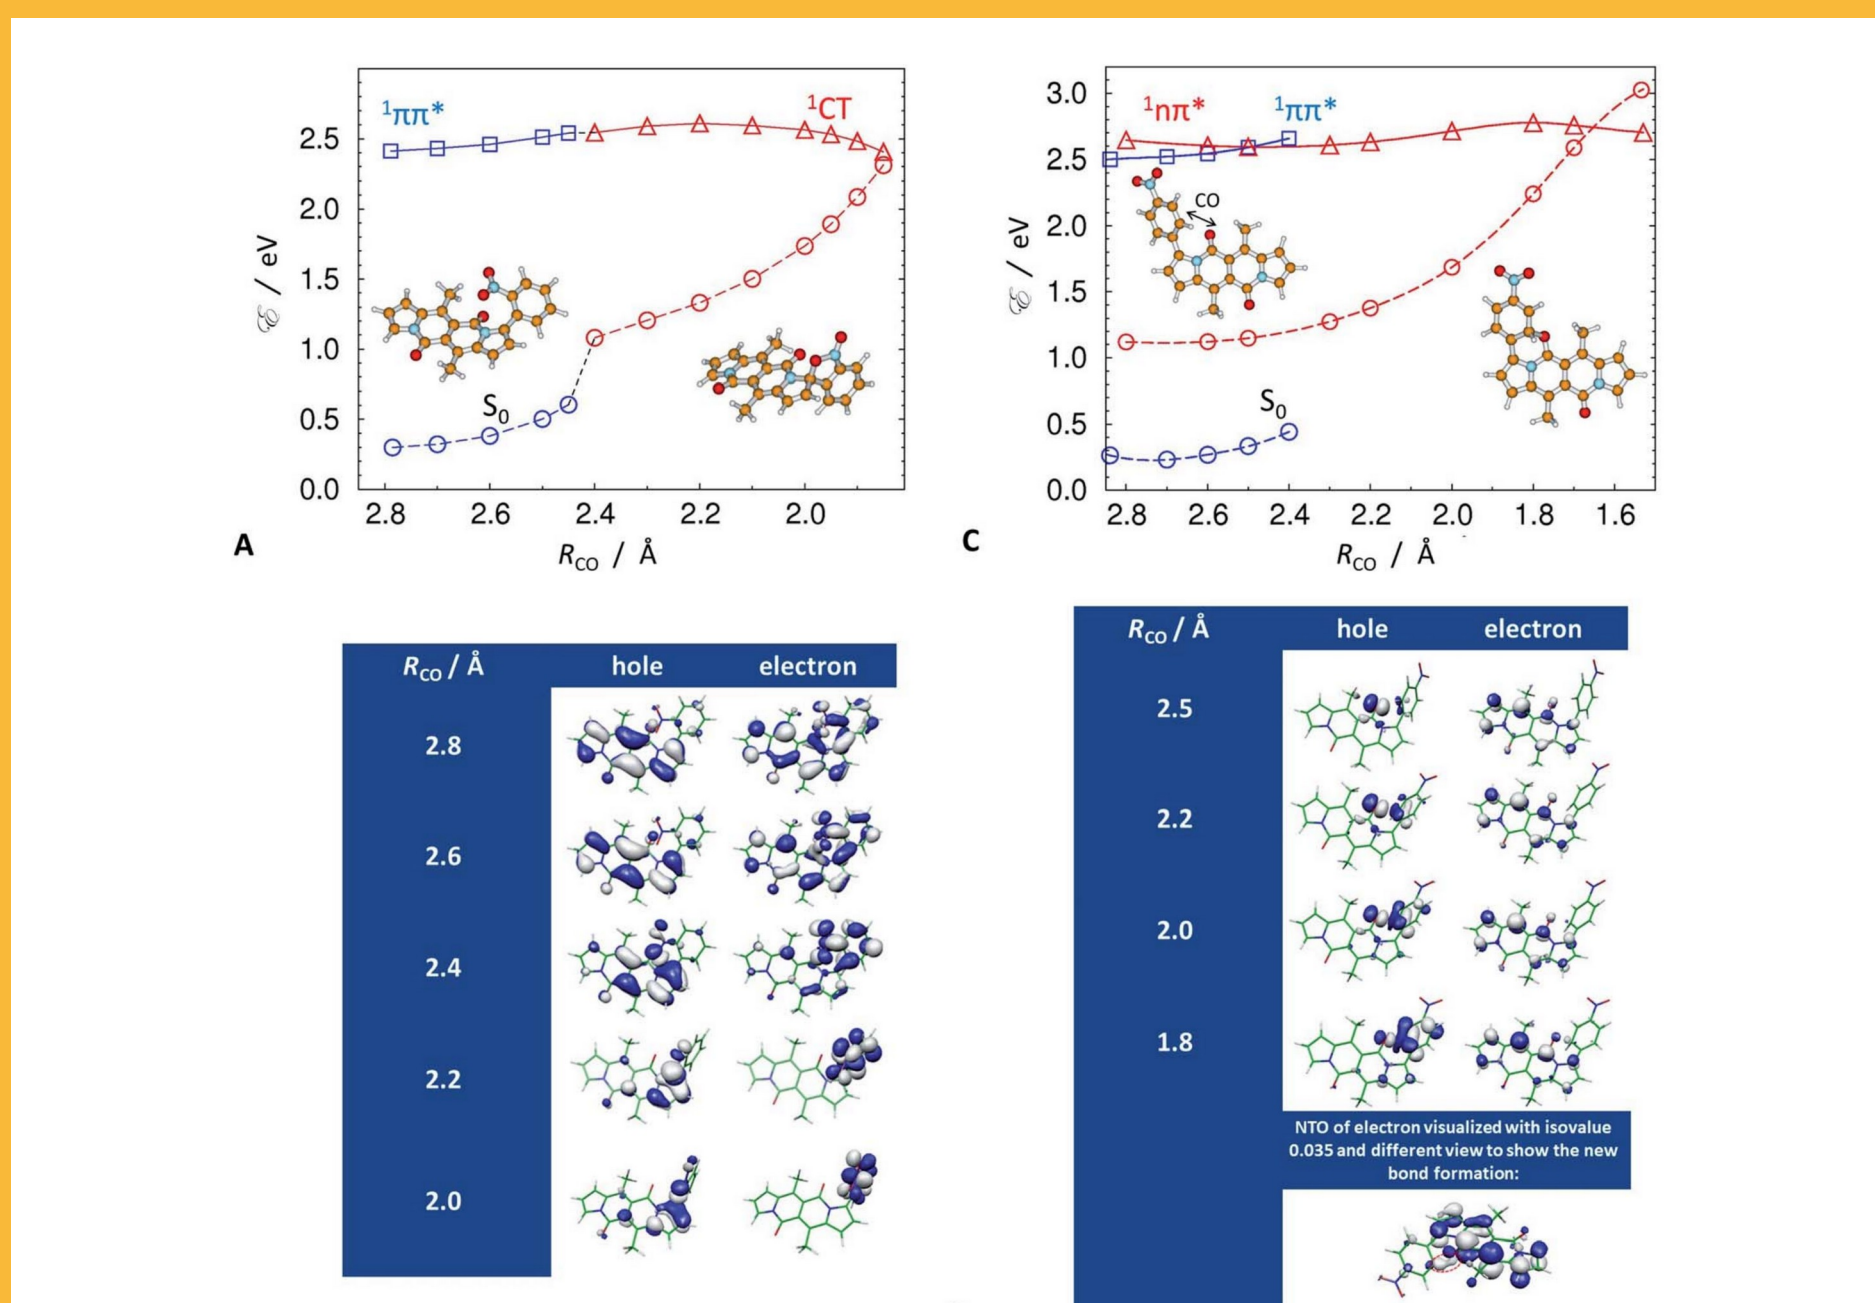 ¹ππ*
¹CT
2.5
2.0
1.5
1.0
0.5
0.0
ℰ / eV
S₀
2.8 2.6 2.4 2.2 2.0
A
R_CO / Å
¹nπ*
¹ππ*
3.0
2.5
2.0
1.5
1.0
0.5
0.0
ℰ / eV
CO
S₀
2.8 2.6 2.4 2.2 2.0 1.8 1.6
C
R_CO / Å
R_CO / Å hole electron
2.8
2.6
2.4
2.2
2.0
R_CO / Å hole electron
2.5
2.2
2.0
1.8
NTO of electron visualized with isovalue
0.035 and different view to show the new
bond formation: